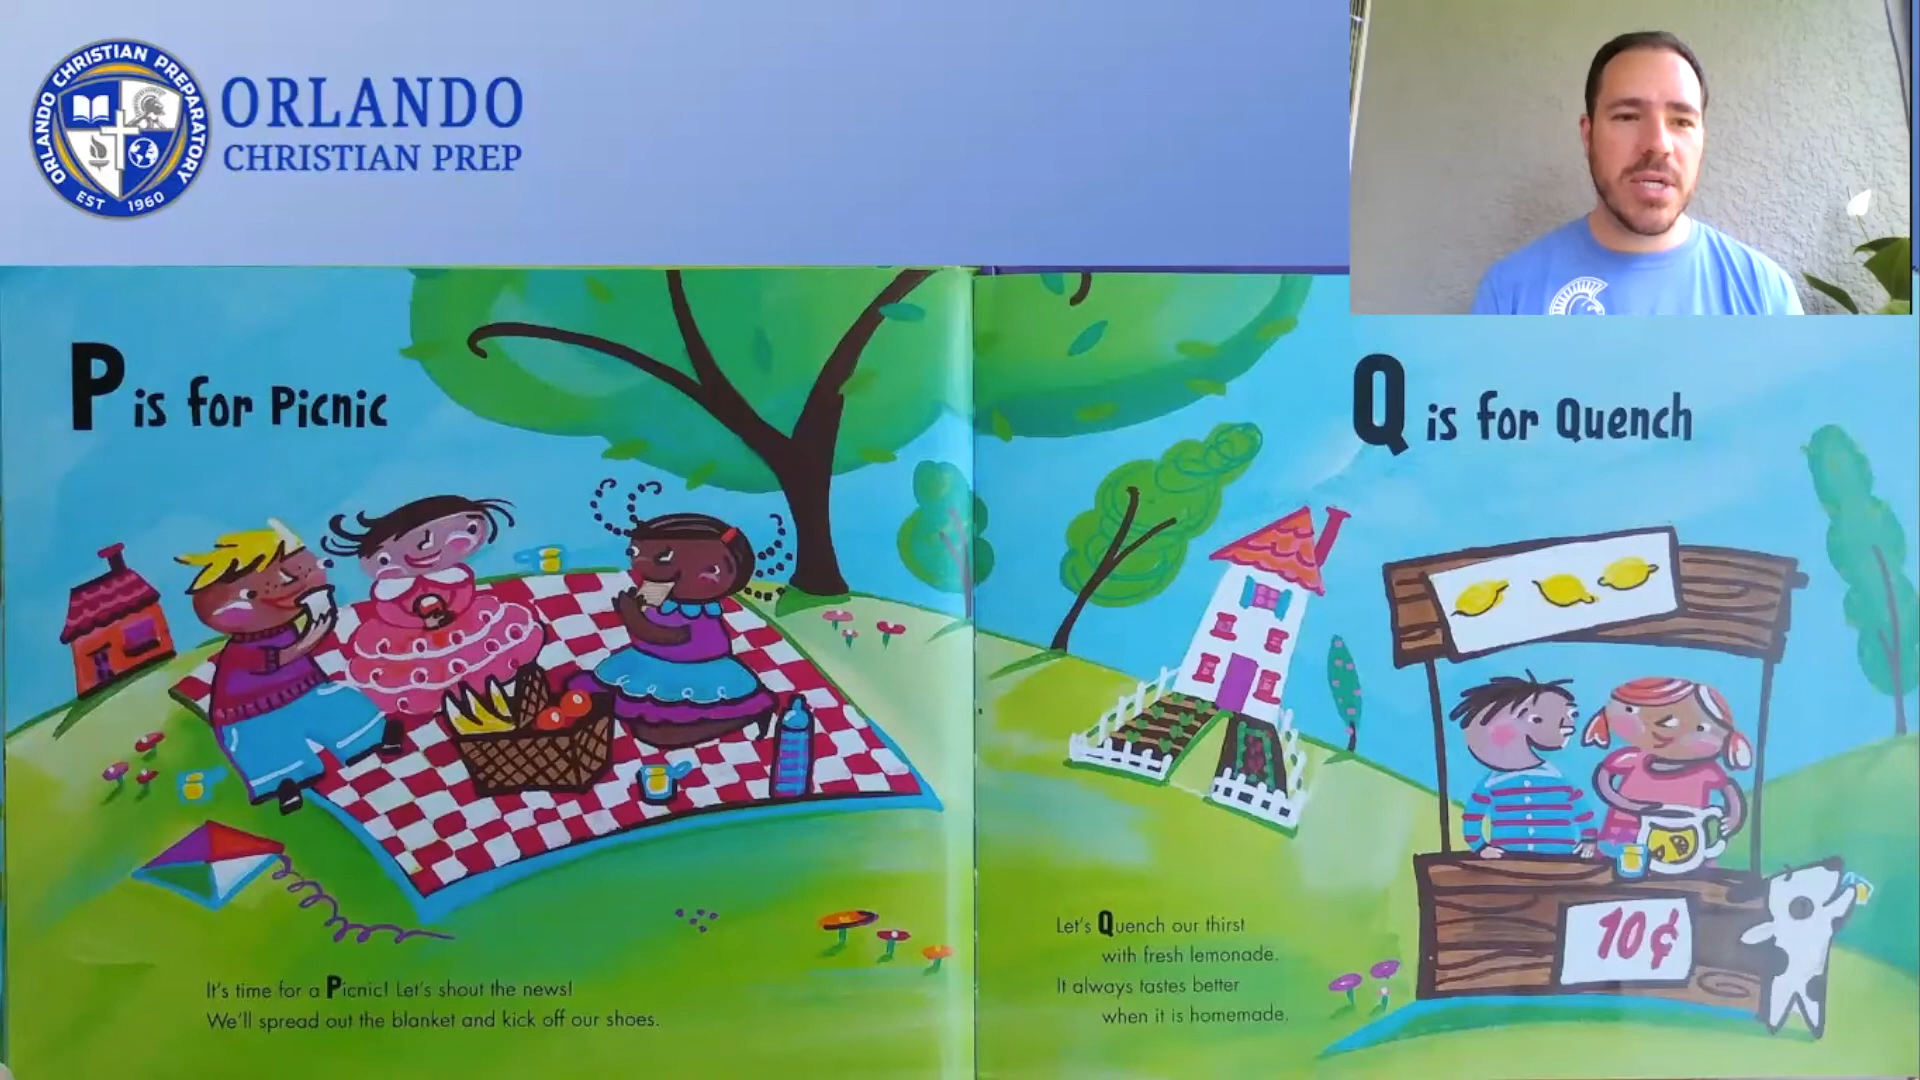 ORLANDO CHRISTIAN PREPARATORY
EST 1960
ORLANDO
CHRISTIAN PREP
P is for Picnic
Q is for Quench
It's time for a Picnic! Let's shout the news!
We'll spread out the blanket and kick off our shoes.
Let's Quench our thirst
with fresh lemonade.
It always tastes better
when it is homemade.
10¢